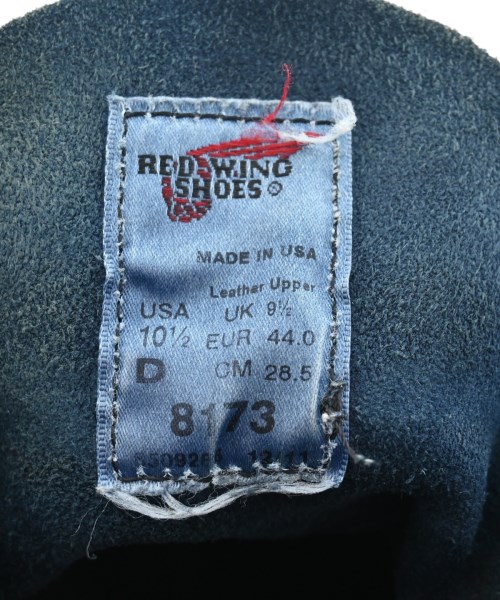 RED WING
SHOES ®
MADE IN USA
Leather Upper
USA UK 9½
10½ EUR 44.0
D CM 28.5
8173